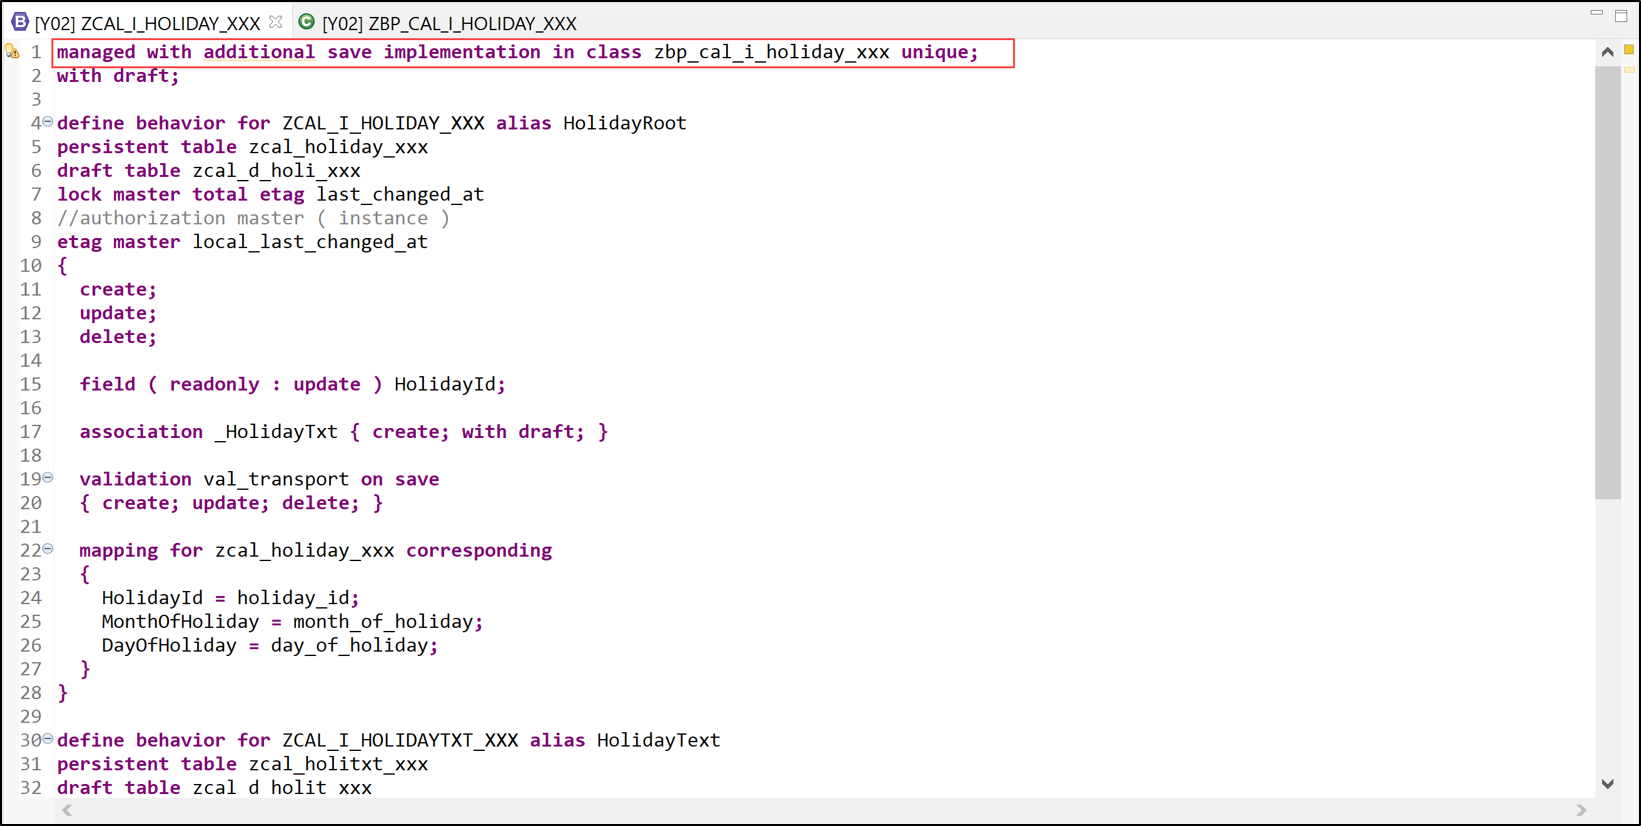 [Y02] ZCAL_I_HOLIDAY_XXX [Y02] ZBP_CAL_I_HOLIDAY_XXX
1 managed with additional save implementation in class zbp_cal_i_holiday_xxx unique;
2 with draft;
3
4 define behavior for ZCAL_I_HOLIDAY_XXX alias HolidayRoot
5 persistent table zcal_holiday_xxx
6 draft table zcal_d_holi_xxx
7 lock master total etag last_changed_at
8 //authorization master ( instance )
9 etag master local_last_changed_at
10 {
11 create;
12 update;
13 delete;
14
15 field ( readonly : update ) HolidayId;
16
17 association _HolidayTxt { create; with draft; }
18
19 validation val_transport on save
20 { create; update; delete; }
21
22 mapping for zcal_holiday_xxx corresponding
23 {
24 HolidayId = holiday_id;
25 MonthOfHoliday = month_of_holiday;
26 DayOfHoliday = day_of_holiday;
27 }
28 }
29
30 define behavior for ZCAL_I_HOLIDAYTXT_XXX alias HolidayText
31 persistent table zcal_holitxt_xxx
32 draft table zcal_d_holit_xxx